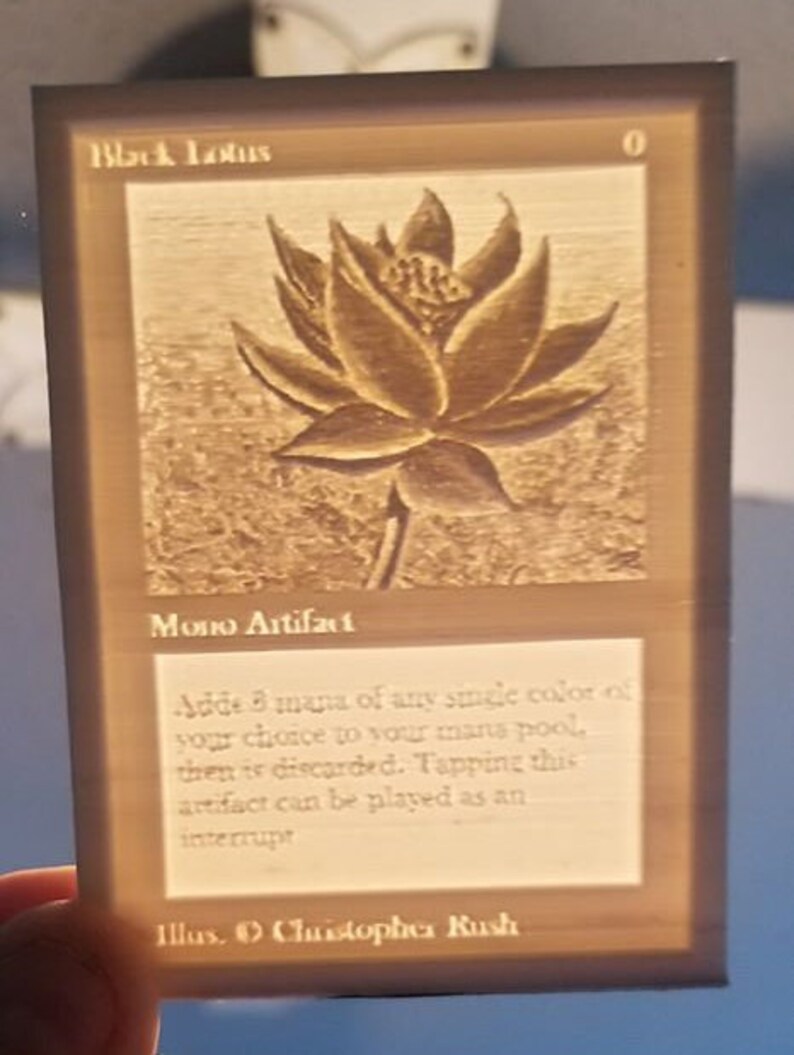 Black Lotus 0
Mono Artifact
Adds 3 mana of any single color of
your choice to your mana pool,
then is discarded. Tapping this
artifact can be played as an
interrupt
Illus. © Christopher Rush